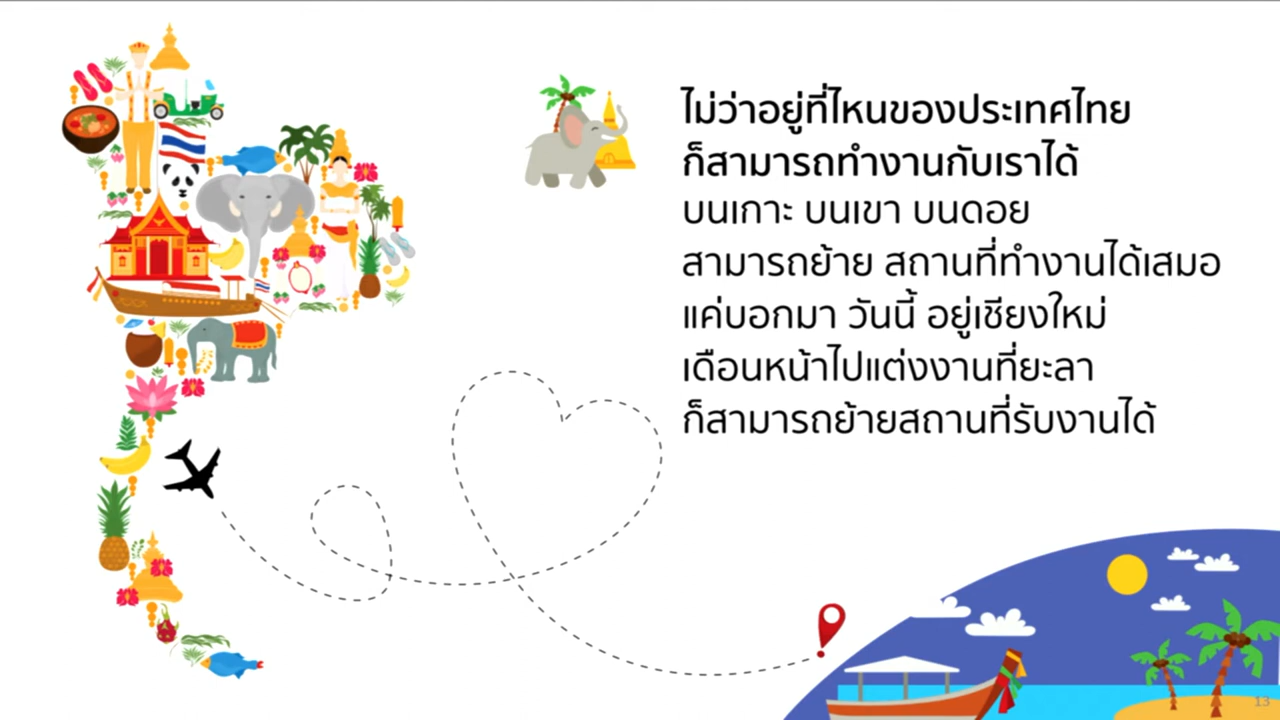 ไม่ว่าอยู่ที่ไหนของประเทศไทย
ก็สามารถทำงานกับเราได้
บนเกาะ บนเขา บนดอย
สามารถย้าย สถานที่ทำงานได้เสมอ
แค่บอกมา วันนี้ อยู่เชียงใหม่
เดือนหน้าไปแต่งงานที่ยะลา
ก็สามารถย้ายสถานที่รับงานได้
13